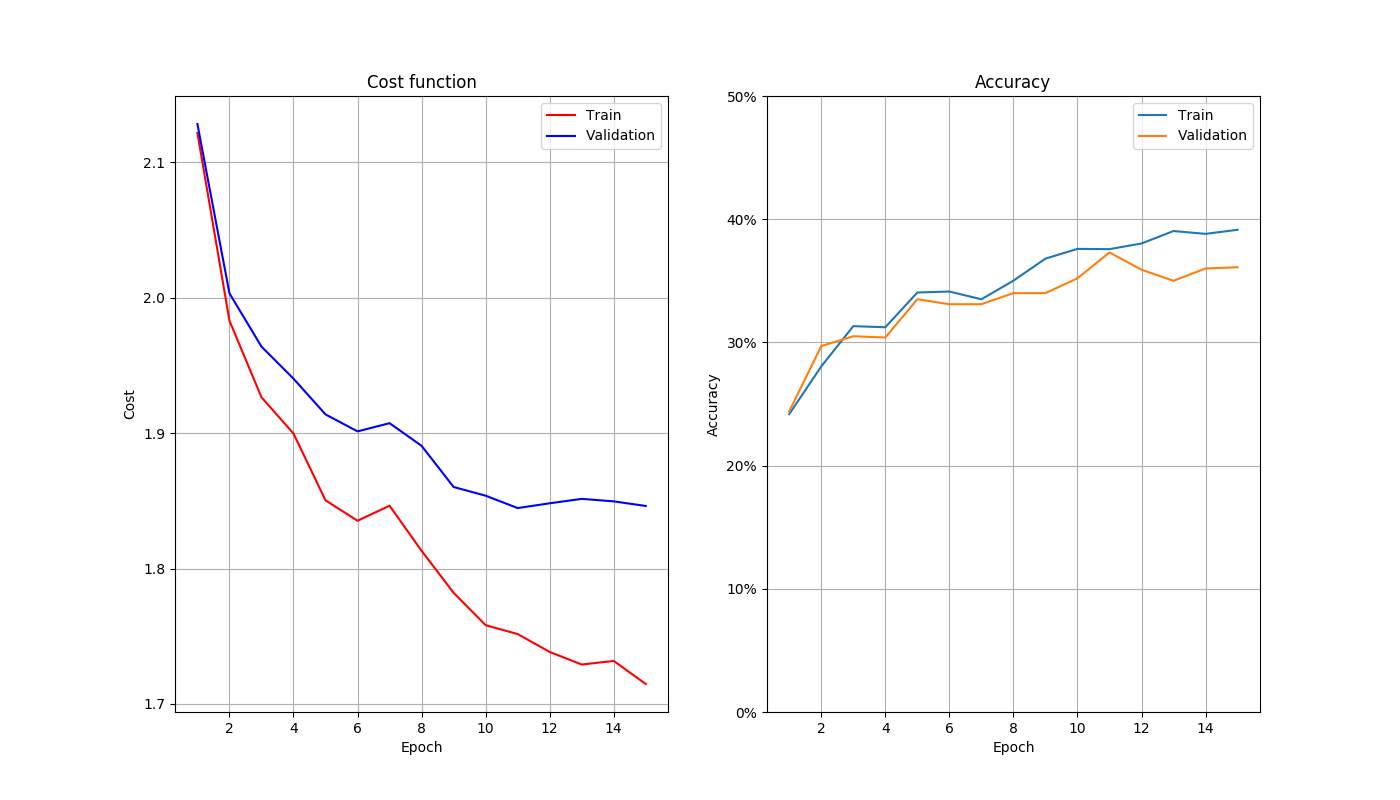 Cost function
Train
Validation
2.1
2.0
1.9
1.8
1.7
Cost
2 4 6 8 10 12 14
Epoch
Accuracy
Train
Validation
50%
40%
30%
20%
10%
0%
Accuracy
2 4 6 8 10 12 14
Epoch